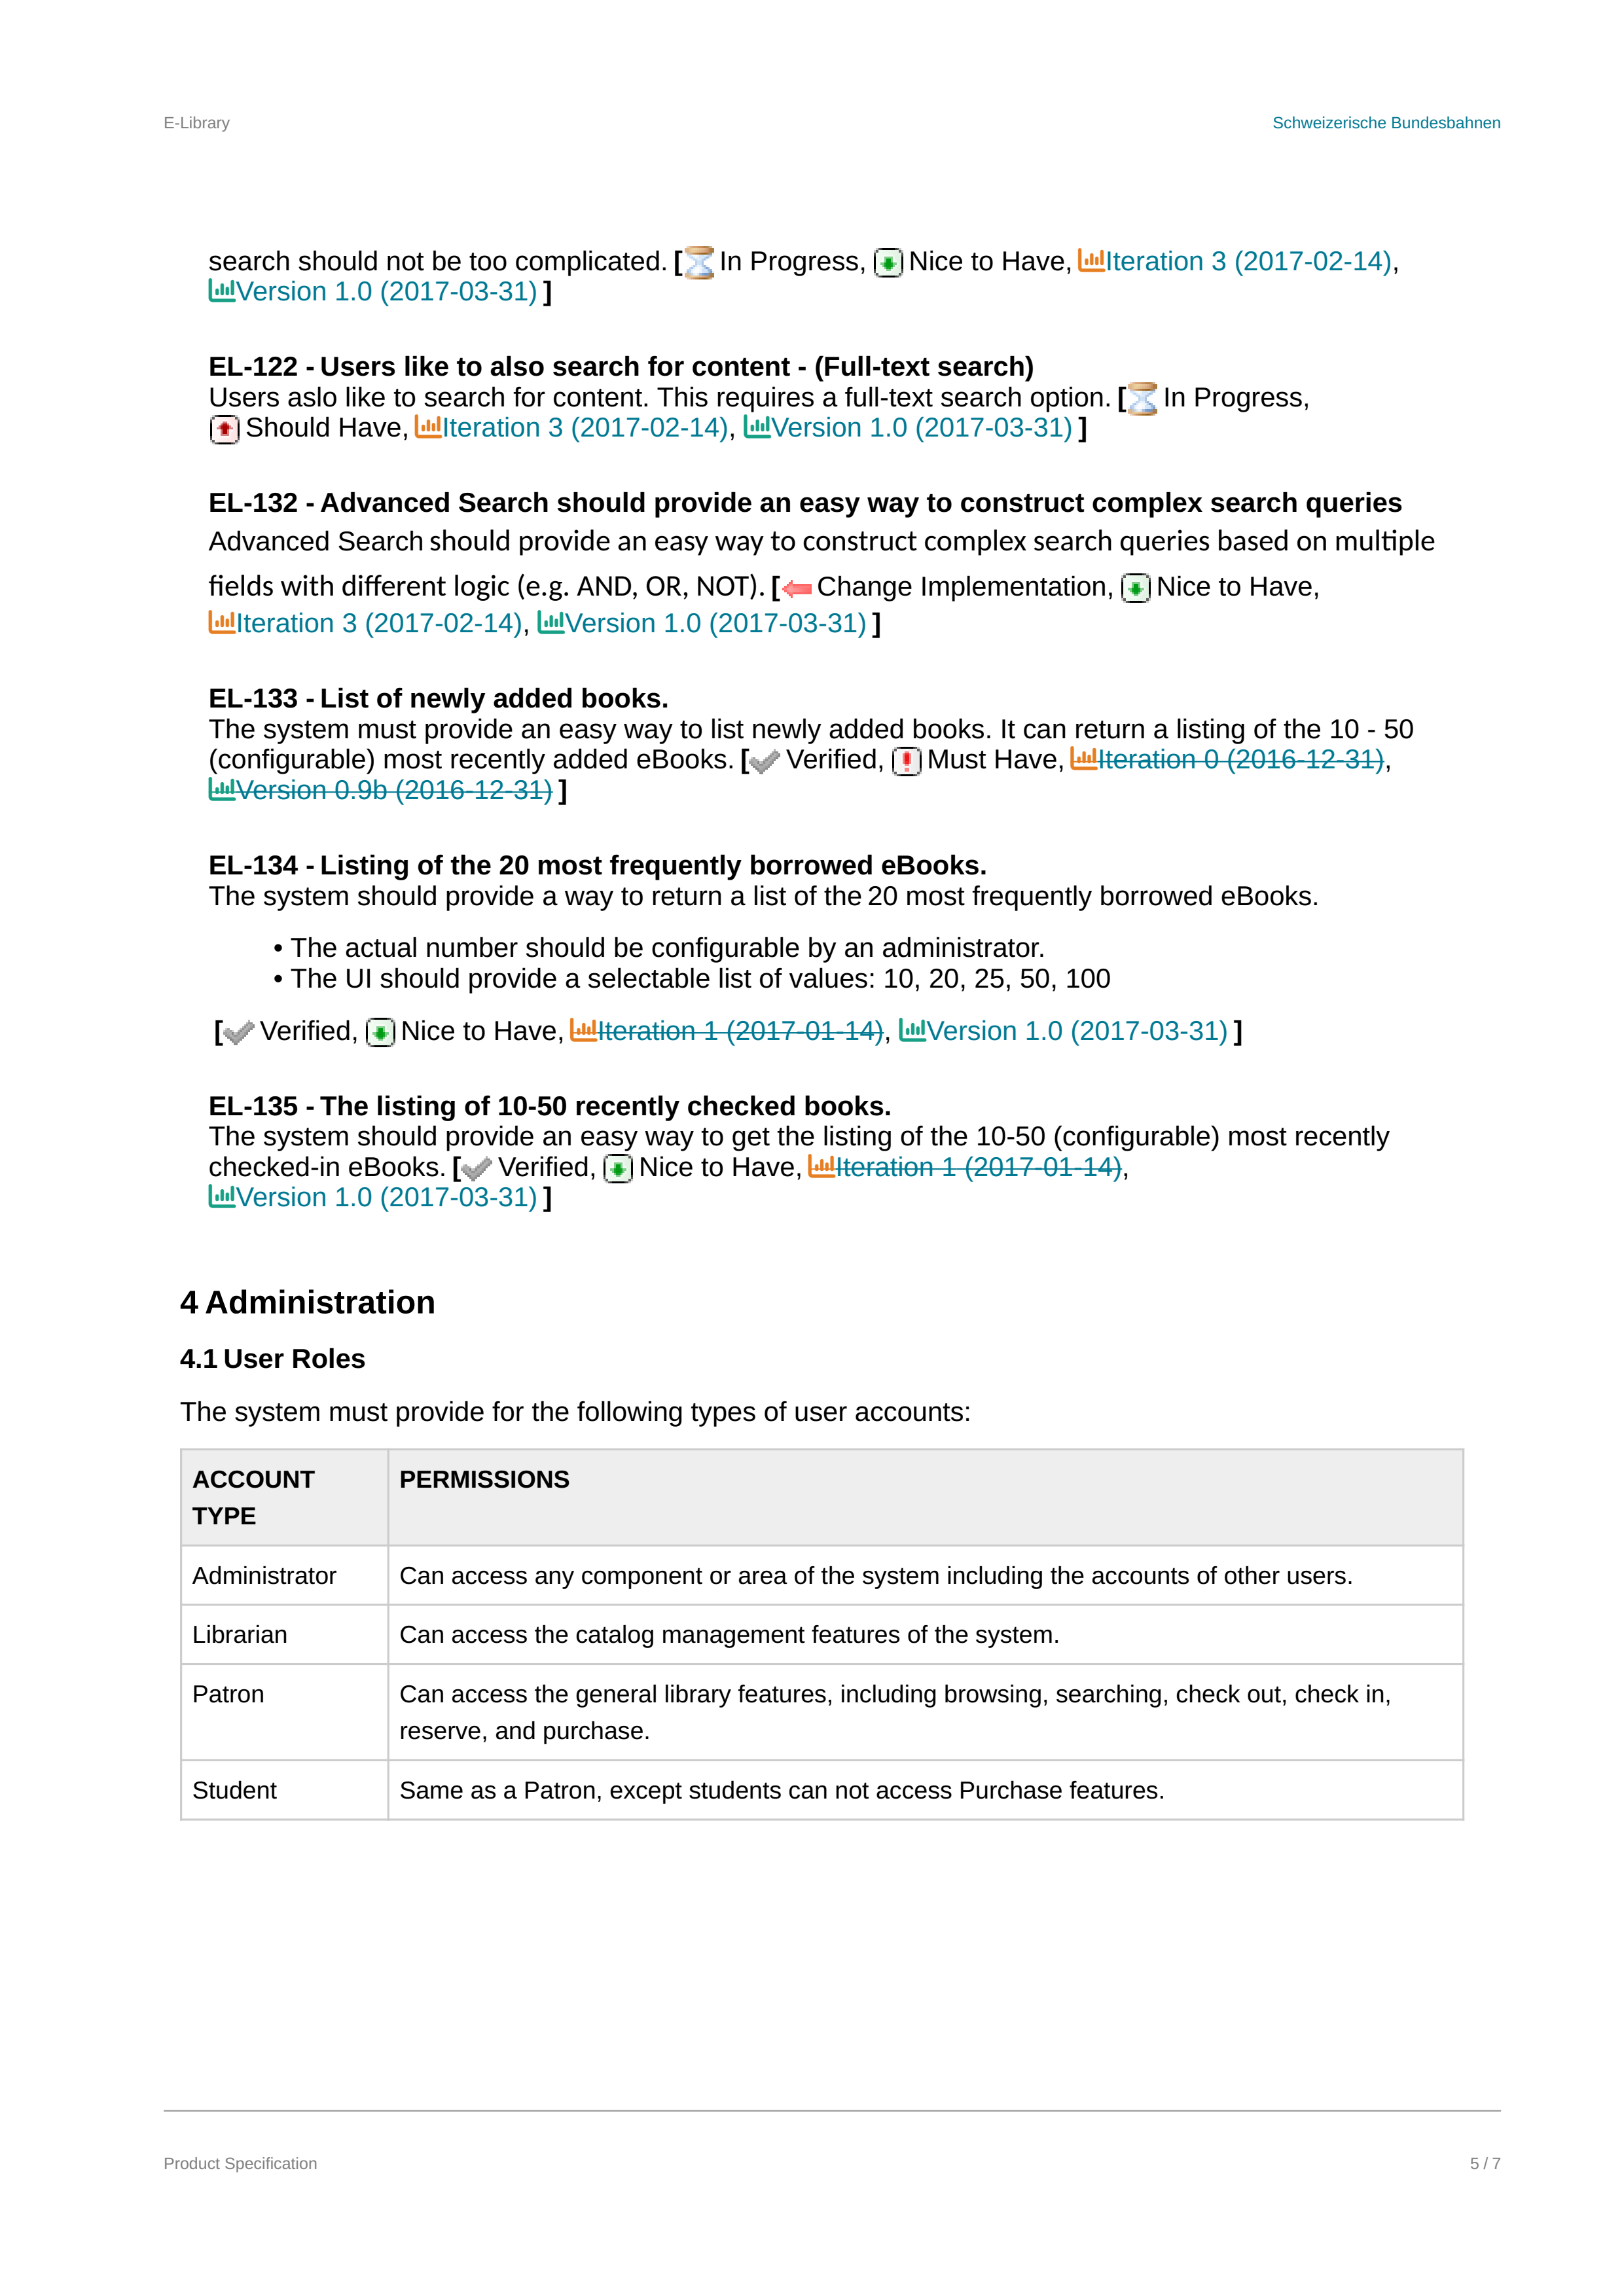 E-Library
Schweizerische Bundesbahnen
search should not be too complicated. [ In Progress, Nice to Have, Iteration 3 (2017-02-14),
Version 1.0 (2017-03-31) ]
EL-122 - Users like to also search for content - (Full-text search)
Users aslo like to search for content. This requires a full-text search option. [ In Progress,
Should Have, Iteration 3 (2017-02-14), Version 1.0 (2017-03-31) ]
EL-132 - Advanced Search should provide an easy way to construct complex search queries
Advanced Search should provide an easy way to construct complex search queries based on multiple
fields with different logic (e.g. AND, OR, NOT). [ Change Implementation, Nice to Have,
Iteration 3 (2017-02-14), Version 1.0 (2017-03-31) ]
EL-133 - List of newly added books.
The system must provide an easy way to list newly added books. It can return a listing of the 10 - 50
(configurable) most recently added eBooks. [ Verified, Must Have, Iteration 0 (2016-12-31),
Version 0.9b (2016-12-31) ]
EL-134 - Listing of the 20 most frequently borrowed eBooks.
The system should provide a way to return a list of the 20 most frequently borrowed eBooks.
• The actual number should be configurable by an administrator.
• The UI should provide a selectable list of values: 10, 20, 25, 50, 100
[ Verified, Nice to Have, Iteration 1 (2017-01-14), Version 1.0 (2017-03-31) ]
EL-135 - The listing of 10-50 recently checked books.
The system should provide an easy way to get the listing of the 10-50 (configurable) most recently
checked-in eBooks. [ Verified, Nice to Have, Iteration 1 (2017-01-14),
Version 1.0 (2017-03-31) ]
4 Administration
4.1 User Roles
The system must provide for the following types of user accounts:
ACCOUNT
TYPE
PERMISSIONS
Administrator
Can access any component or area of the system including the accounts of other users.
Librarian
Can access the catalog management features of the system.
Patron
Can access the general library features, including browsing, searching, check out, check in,
reserve, and purchase.
Student
Same as a Patron, except students can not access Purchase features.
Product Specification
5 / 7